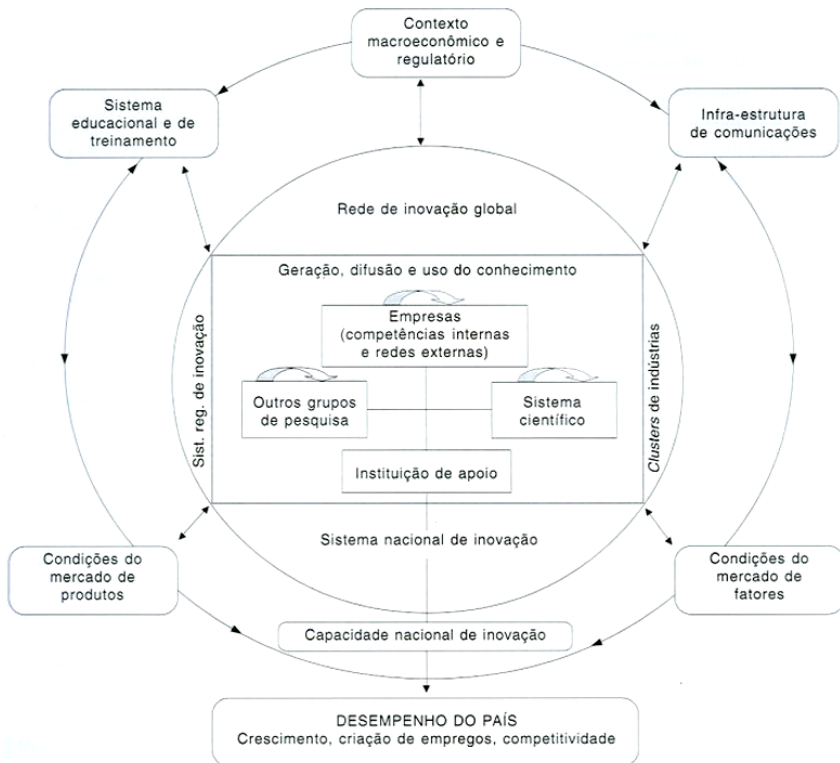 Contexto
macroeconômico e
regulatório
Sistema
educacional e de
treinamento
Infra-estrutura
de comunicações
Rede de inovação global
Geração, difusão e uso do conhecimento
Sist. reg. de inovação
Empresas
(competências internas
e redes externas)
Clusters de indústrias
Outros grupos
de pesquisa
Sistema
científico
Instituição de apoio
Sistema nacional de inovação
Condições do
mercado de
produtos
Condições do
mercado de
fatores
Capacidade nacional de inovação
DESEMPENHO DO PAÍS
Crescimento, criação de empregos, competitividade